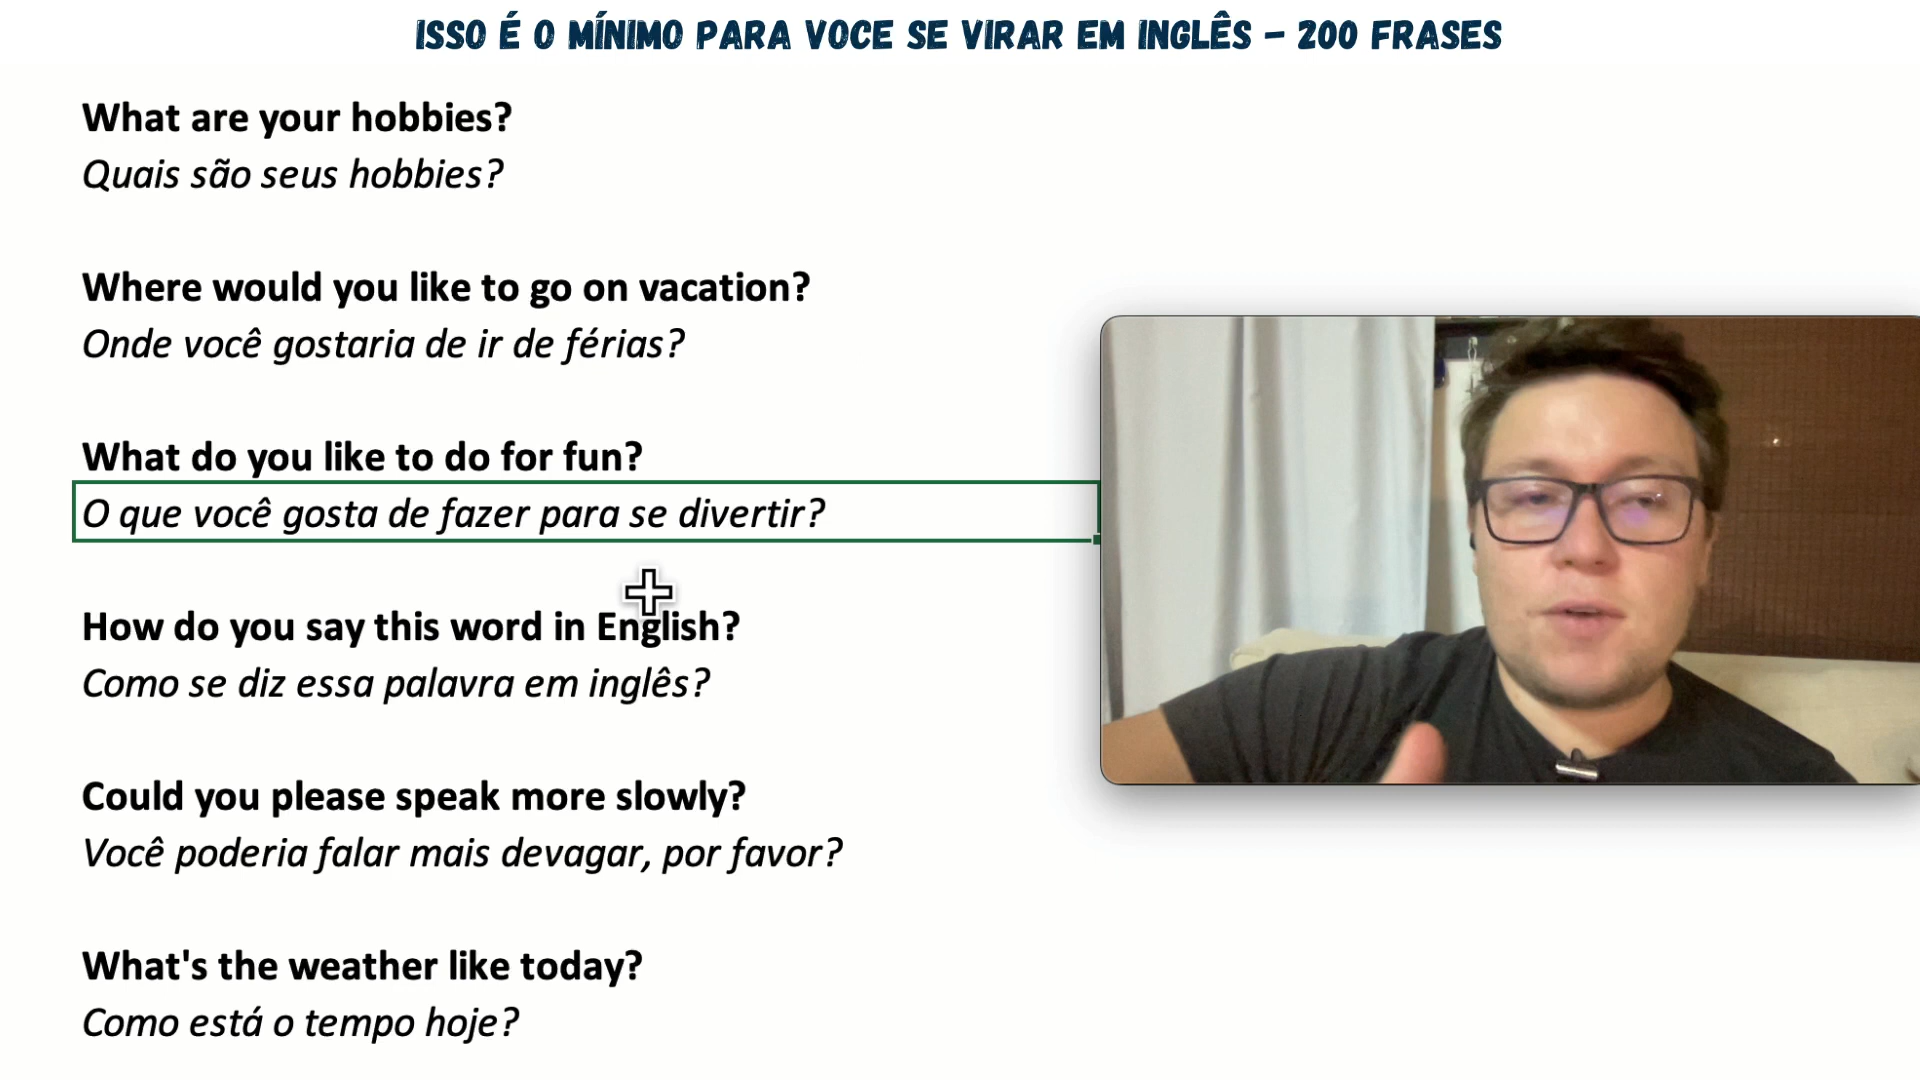 ISSO É O MÍNIMO PARA VOCE SE VIRAR EM INGLÊS – 200 FRASES
What are your hobbies?
Quais são seus hobbies?
Where would you like to go on vacation?
Onde você gostaria de ir de férias?
What do you like to do for fun?
O que você gosta de fazer para se divertir?
How do you say this word in English?
Como se diz essa palavra em inglês?
Could you please speak more slowly?
Você poderia falar mais devagar, por favor?
What's the weather like today?
Como está o tempo hoje?